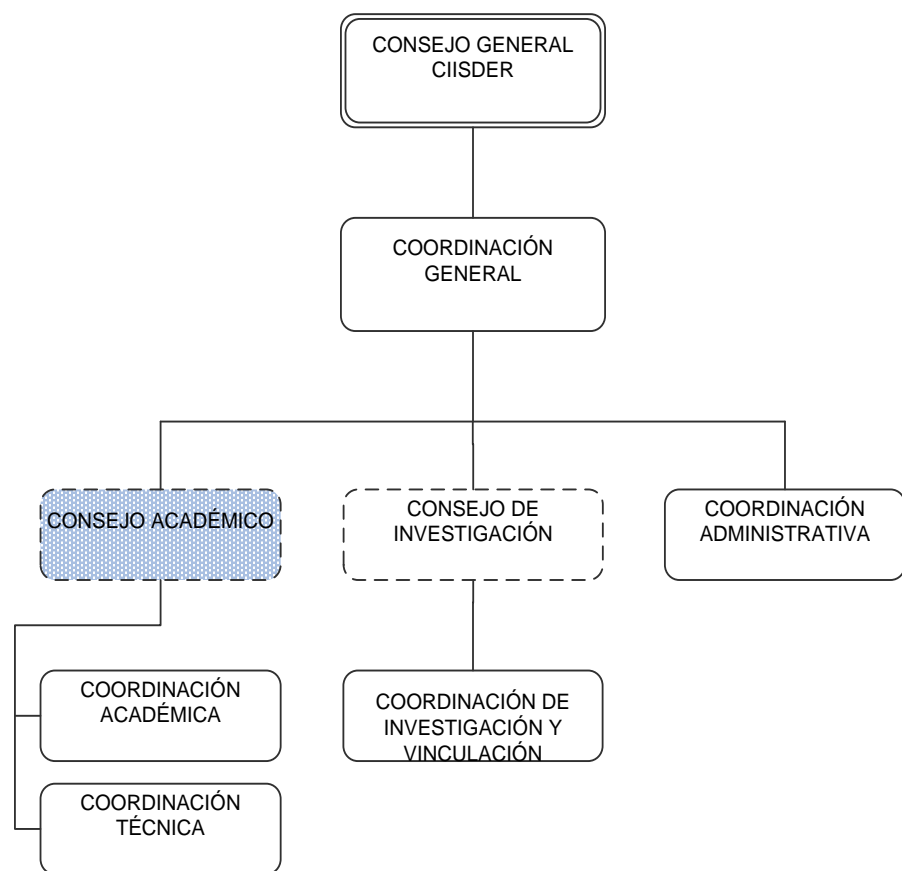 CONSEJO GENERAL
CIISDER
COORDINACIÓN
GENERAL
CONSEJO ACADÉMICO
CONSEJO DE
INVESTIGACIÓN
COORDINACIÓN
ADMINISTRATIVA
COORDINACIÓN
ACADÉMICA
COORDINACIÓN DE
INVESTIGACIÓN Y
VINCULACIÓN
COORDINACIÓN
TÉCNICA